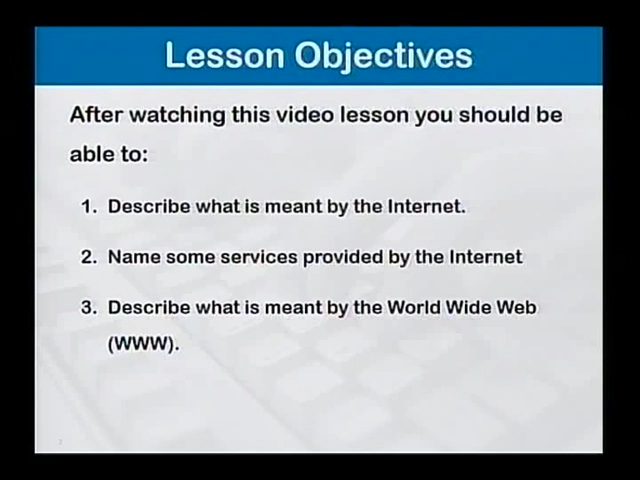 Lesson Objectives
After watching this video lesson you should be
able to:
1. Describe what is meant by the Internet.
2. Name some services provided by the Internet
3. Describe what is meant by the World Wide Web
(WWW).